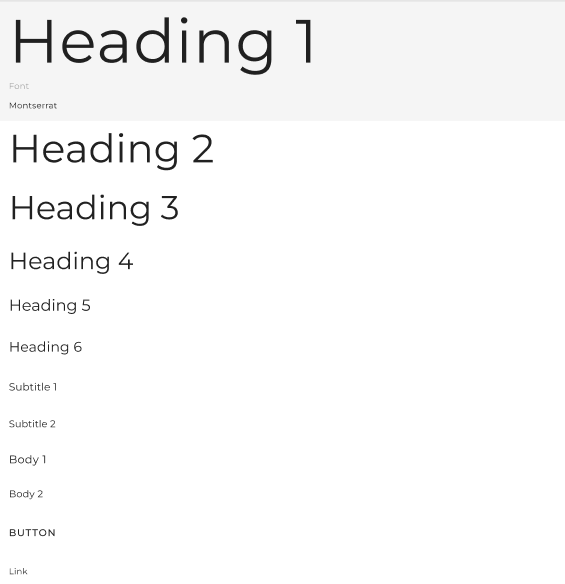 Heading 1
Font
Montserrat
Heading 2
Heading 3
Heading 4
Heading 5
Heading 6
Subtitle 1
Subtitle 2
Body 1
Body 2
BUTTON
Link